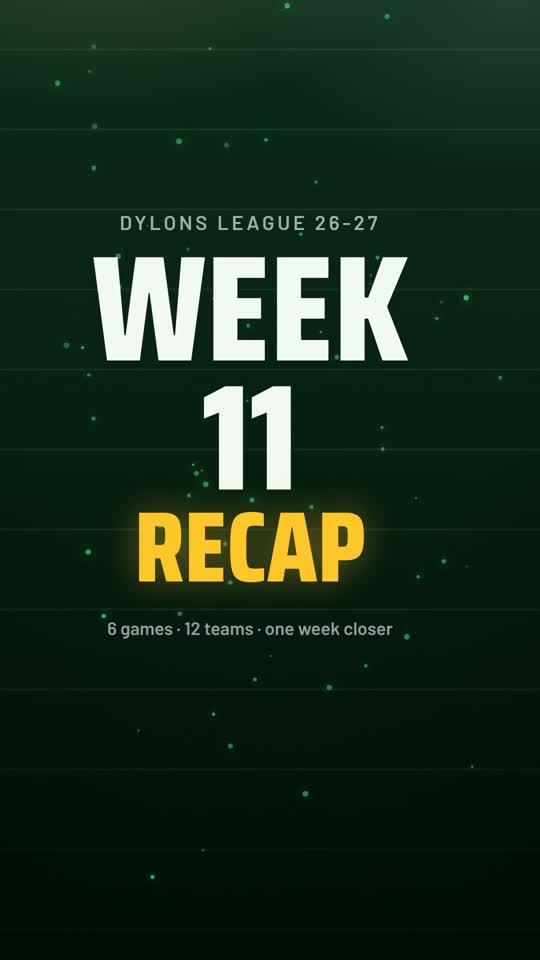 DYLONS LEAGUE 26-27
WEEK
11
RECAP
6 games · 12 teams · one week closer